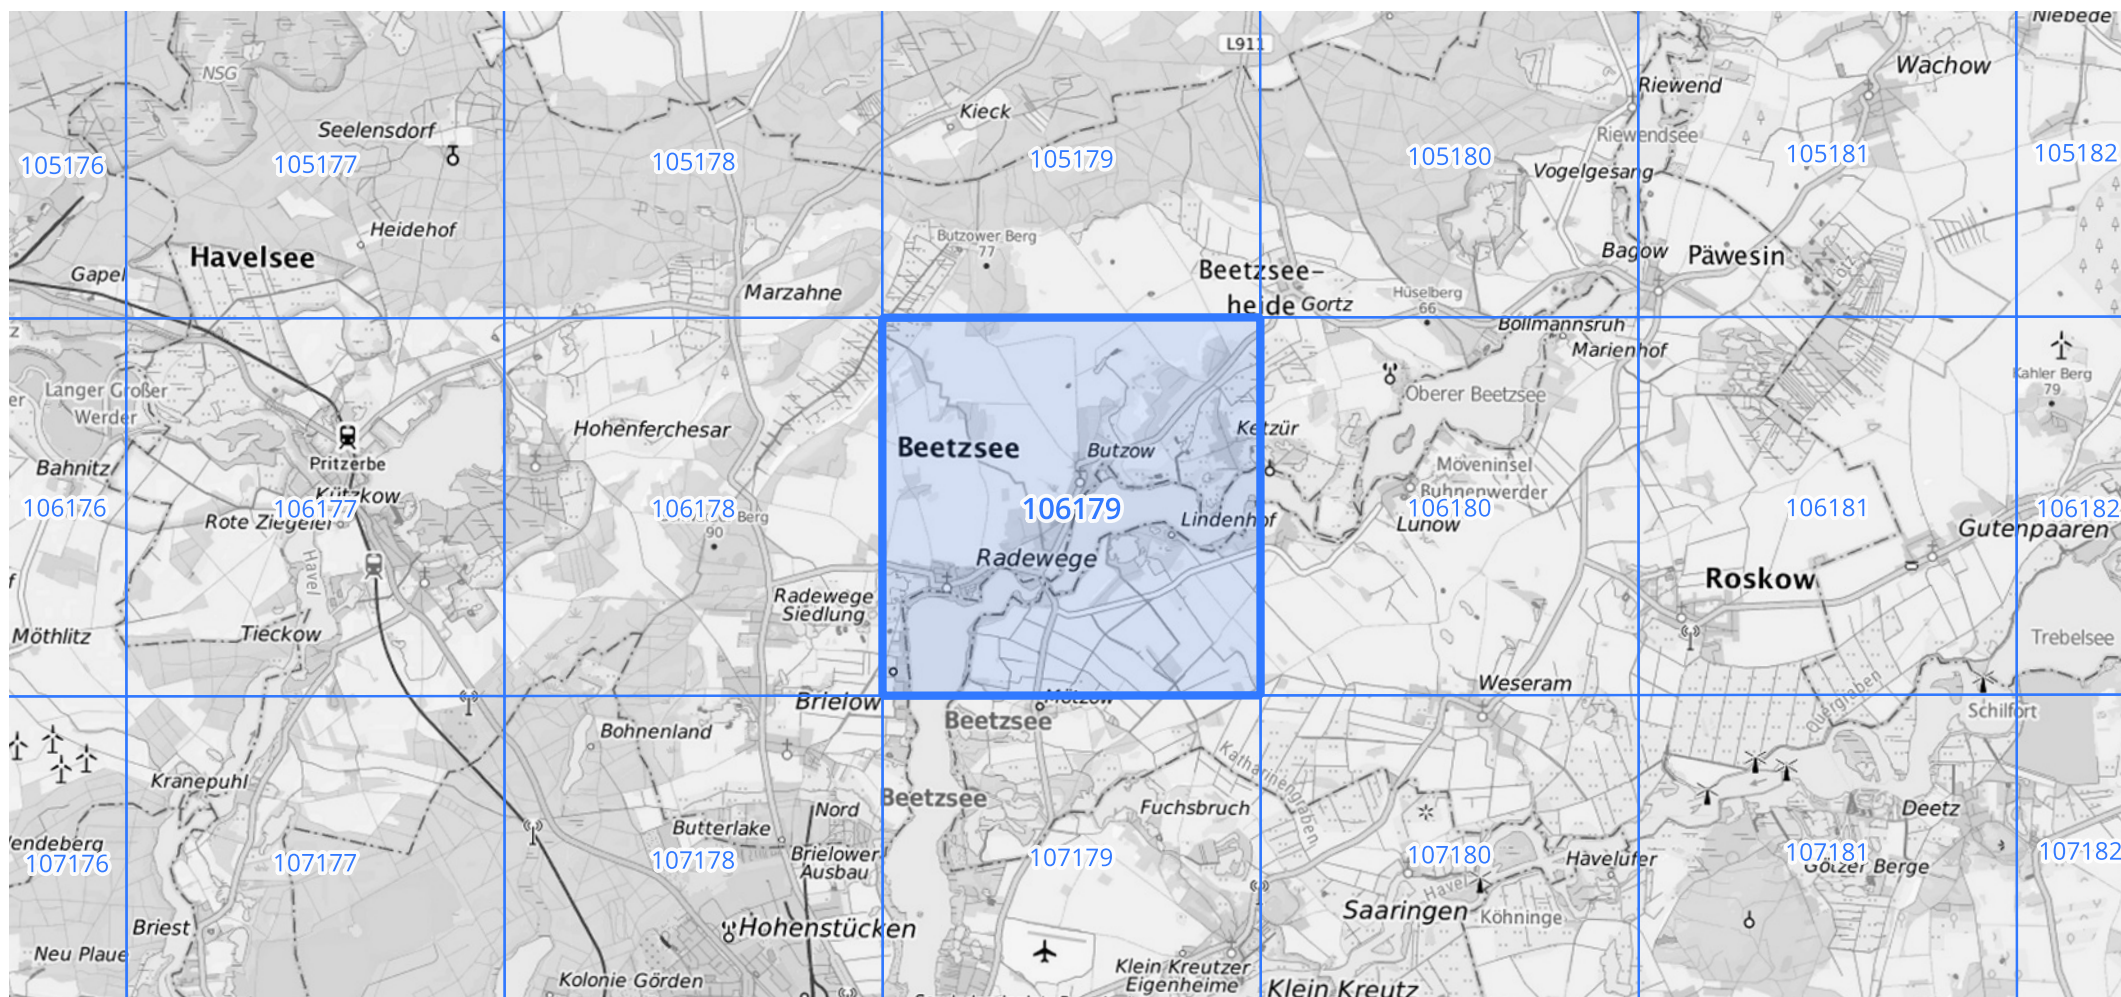 Niebede
L911
Wachow
NSG
Riewend
Kieck
Seelensdorf
Riewendsee
105176
105177
105178
105179
105180
105181
105182
Vogelgesang
Heidehof
Butzower Berg
77
Havelsee
Bagow
Päwesin
Gapel
Beetzsee-
heide
Gortz
Marzahne
Hüselberg
66
Bollmannsruh
Marienhof
Langer Großer
Werder
er
Kahler Berg
79
Oberer Beetzsee
Hohenferchesar
Ketzür
Beetzsee
Butzow
Pritzerbe
Bahnitz
Möveninsel
Buhnenwerder
Kützkow
106176
106177
106178
106179
106180
106181
106182
Rote Ziegelei
Berg
90
Lindenhof
Lünow
Gutenpaaren
Havel
Radewege
Roskow
Radewege
Siedlung
Möthlitz
Tieckow
Trebelsee
Weseram
Brielow
Mötzow
Quergraben
Beetzsee
Schilfort
Bohnenland
Katharinengraben
Kranepuhl
Beetzsee
Nord
Fuchsbruch
Deetz
Butterlake
107176
107177
107178
107179
107180
107181
107182
Brielower
Ausbau
Havelufer
Götzer Berge
Havel
Saaringen
Köhninge
Briest
Hohenstücken
Neu Plaue
Kolonie Görden
Klein Kreutzer
Eigenheime
Klein Kreutz